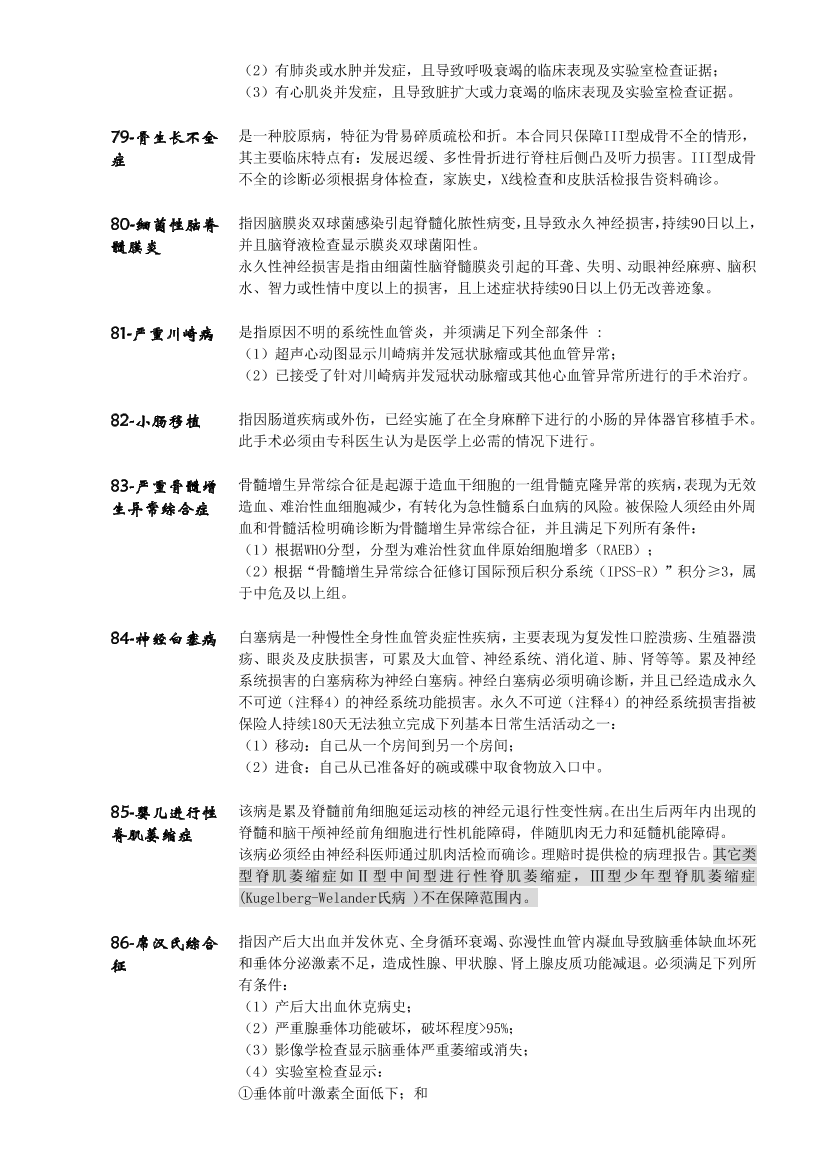 （2）有肺炎或水肿并发症，且导致呼吸衰竭的临床表现及实验室检查证据；
（3）有心肌炎并发症，且导致脏扩大或力衰竭的临床表现及实验室检查证据。
79-骨生长不全
症
是一种胶原病，特征为骨易碎质疏松和折。本合同只保障III型成骨不全的情形，
其主要临床特点有：发展迟缓、多性骨折进行脊柱后侧凸及听力损害。III型成骨
不全的诊断必须根据身体检查，家族史，X线检查和皮肤活检报告资料确诊。
80-细菌性脑脊
髓膜炎
指因脑膜炎双球菌感染引起脊髓化脓性病变，且导致永久神经损害，持续90日以上，
并且脑脊液检查显示膜炎双球菌阳性。
永久性神经损害是指由细菌性脑脊髓膜炎引起的耳聋、失明、动眼神经麻痹、脑积
水、智力或性情中度以上的损害，且上述症状持续90日以上仍无改善迹象。
81-严重川崎病
是指原因不明的系统性血管炎，并须满足下列全部条件 :
（1）超声心动图显示川崎病并发冠状脉瘤或其他血管异常；
（2）已接受了针对川崎病并发冠状动脉瘤或其他心血管异常所进行的手术治疗。
82-小肠移植
指因肠道疾病或外伤，已经实施了在全身麻醉下进行的小肠的异体器官移植手术。
此手术必须由专科医生认为是医学上必需的情况下进行。
83-严重骨髓增
生异常综合症
骨髓增生异常综合征是起源于造血干细胞的一组骨髓克隆异常的疾病，表现为无效
造血、难治性血细胞减少，有转化为急性髓系白血病的风险。被保险人须经由外周
血和骨髓活检明确诊断为骨髓增生异常综合征，并且满足下列所有条件：
（1）根据WHO分型，分型为难治性贫血伴原始细胞增多（RAEB）；
（2）根据“骨髓增生异常综合征修订国际预后积分系统（IPSS-R）”积分≥3，属
于中危及以上组。
84-神经白塞病
白塞病是一种慢性全身性血管炎症性疾病，主要表现为复发性口腔溃疡、生殖器溃
疡、眼炎及皮肤损害，可累及大血管、神经系统、消化道、肺、肾等等。累及神经
系统损害的白塞病称为神经白塞病。神经白塞病必须明确诊断，并且已经造成永久
不可逆（注释4）的神经系统功能损害。永久不可逆（注释4）的神经系统损害指被
保险人持续180天无法独立完成下列基本日常生活活动之一：
（1）移动：自己从一个房间到另一个房间；
（2）进食：自己从已准备好的碗或碟中取食物放入口中。
85-婴儿进行性
脊肌萎缩症
该病是累及脊髓前角细胞延运动核的神经元退行性变性病。在出生后两年内出现的
脊髓和脑干颅神经前角细胞进行性机能障碍，伴随肌肉无力和延髓机能障碍。
该病必须经由神经科医师通过肌肉活检而确诊。理赔时提供检的病理报告。其它类
型脊肌萎缩症如Ⅱ型中间型进行性脊肌萎缩症，Ⅲ型少年型脊肌萎缩症
(Kugelberg-Welander氏病 )不在保障范围内。
86-席汉氏综合
征
指因产后大出血并发休克、全身循环衰竭、弥漫性血管内凝血导致脑垂体缺血坏死
和垂体分泌激素不足，造成性腺、甲状腺、肾上腺皮质功能减退。必须满足下列所
有条件：
（1）产后大出血休克病史；
（2）严重腺垂体功能破坏，破坏程度>95%；
（3）影像学检查显示脑垂体严重萎缩或消失；
（4）实验室检查显示：
①垂体前叶激素全面低下；和